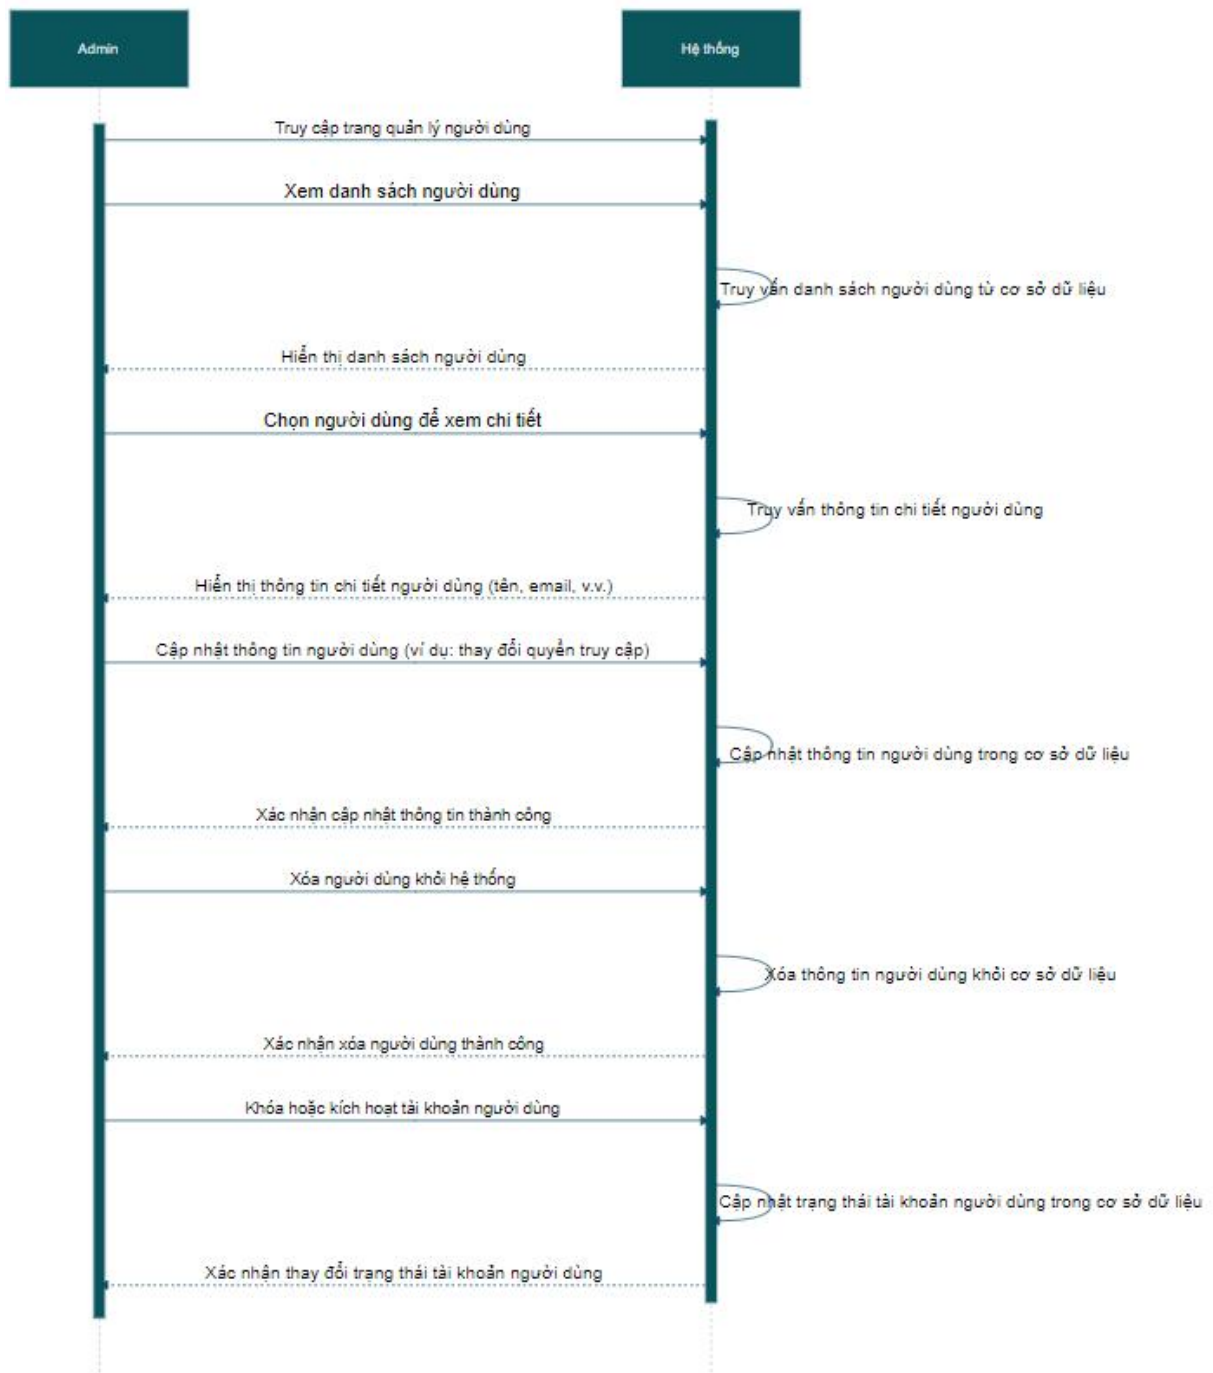 Admin
Hệ thống
Truy cập trang quản lý người dùng
Xem danh sách người dùng
Truy vấn danh sách người dùng từ cơ sở dữ liệu
Hiển thị danh sách người dùng
Chọn người dùng để xem chi tiết
Truy vấn thông tin chi tiết người dùng
Hiển thị thông tin chi tiết người dùng (tên, email, v.v.)
Cập nhật thông tin người dùng (ví dụ: thay đổi quyền truy cập)
Cập nhật thông tin người dùng trong cơ sở dữ liệu
Xác nhận cập nhật thông tin thành công
Xóa người dùng khỏi hệ thống
Xóa thông tin người dùng khỏi cơ sở dữ liệu
Xác nhận xóa người dùng thành công
Khóa hoặc kích hoạt tài khoản người dùng
Cập nhật trạng thái tài khoản người dùng trong cơ sở dữ liệu
Xác nhận thay đổi trạng thái tài khoản người dùng